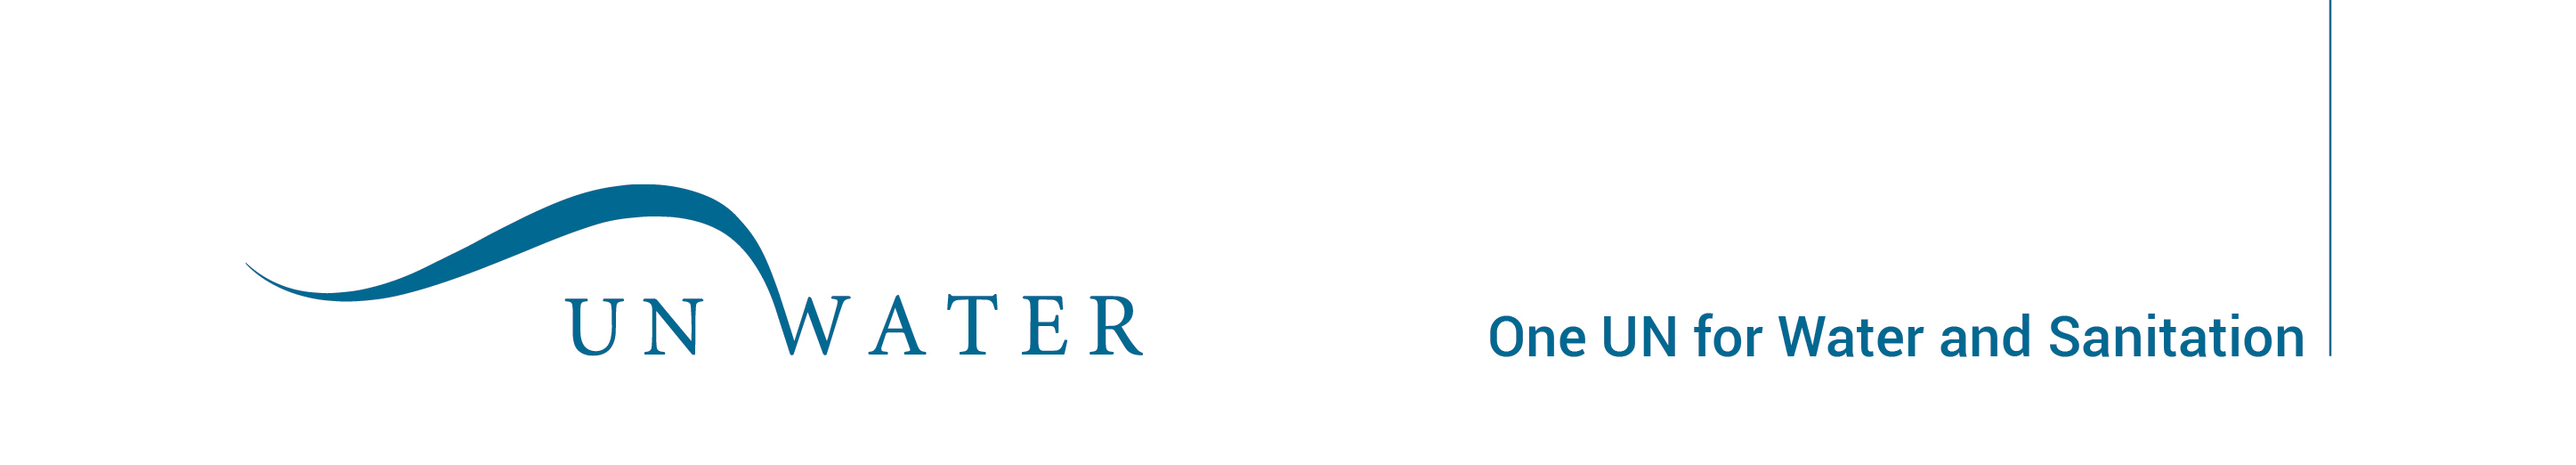 UN WATER
One UN for Water and Sanitation